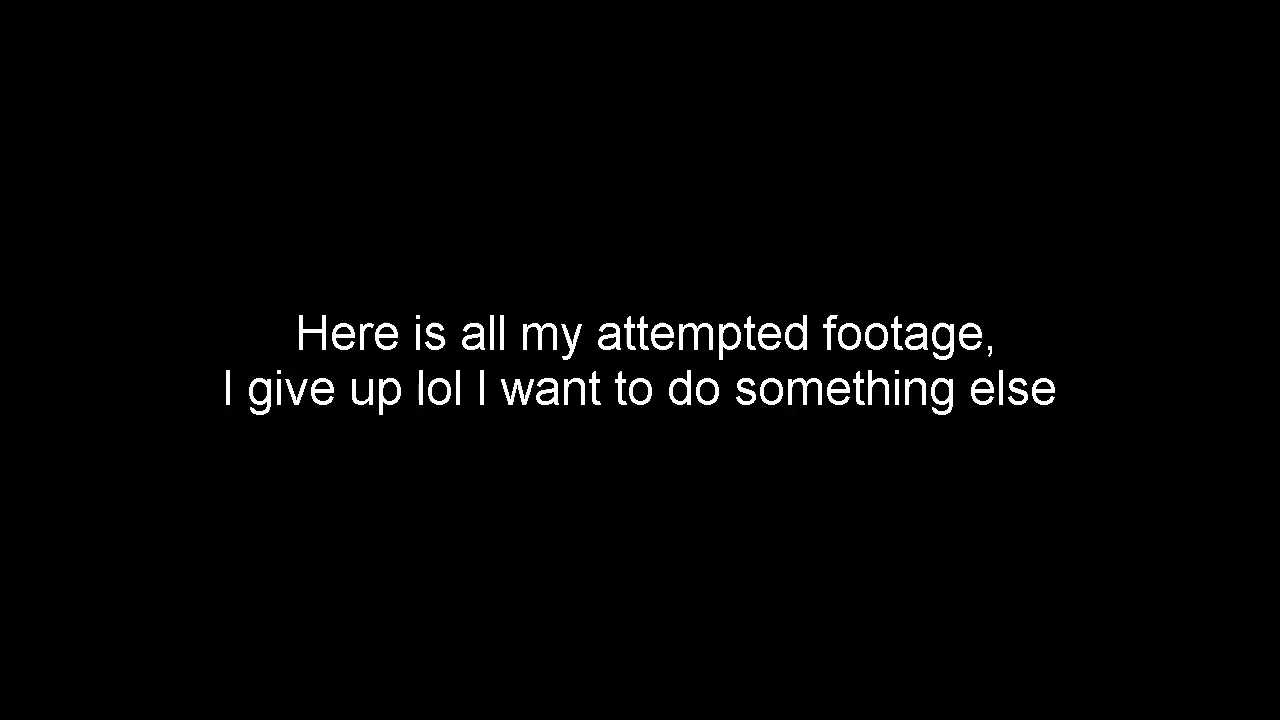 Here is all my attempted footage,
I give up lol I want to do something else